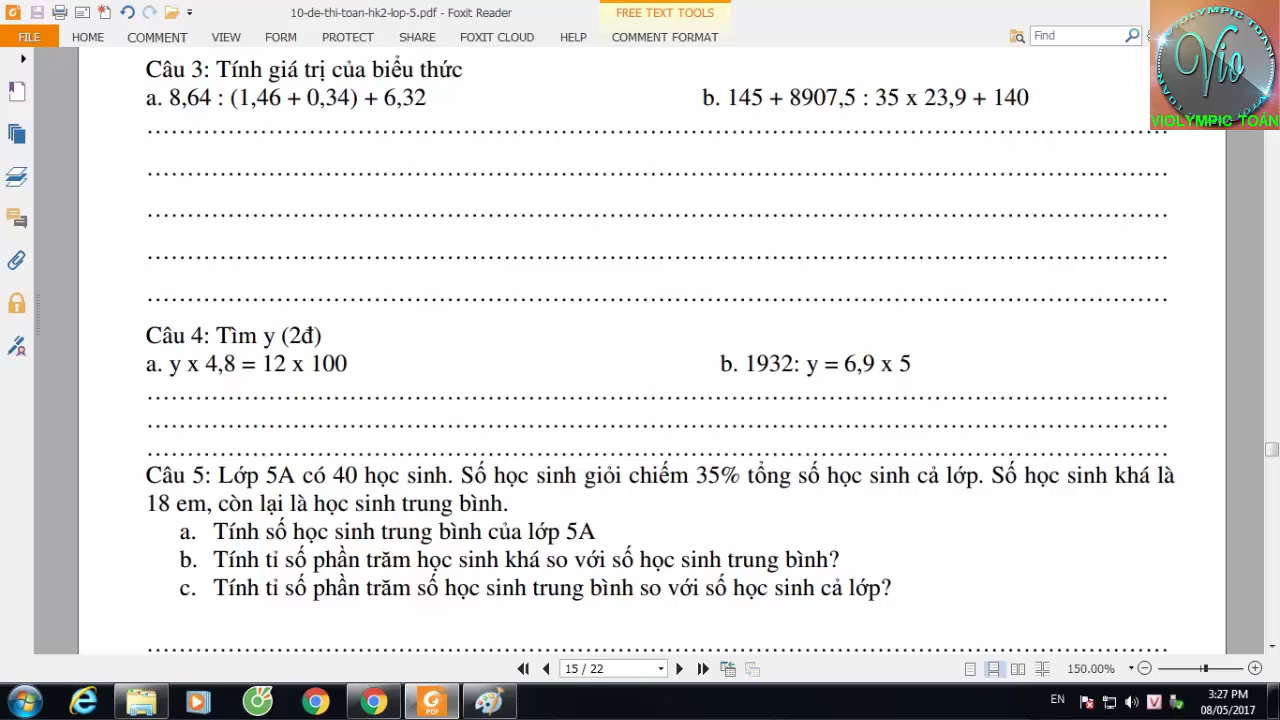 10-de-thi-toan-hk2-lop-5.pdf - Foxit Reader
FREE TEXT TOOLS
FILE HOME COMMENT VIEW FORM PROTECT SHARE FOXIT CLOUD HELP COMMENT FORMAT
Find
Vio
VIOLYMPIC TOÁN
Câu 3: Tính giá trị của biểu thức
a. 8,64 : (1,46 + 0,34) + 6,32 b. 145 + 8907,5 : 35 x 23,9 + 140
Câu 4: Tìm y (2đ)
a. y x 4,8 = 12 x 100 b. 1932: y = 6,9 x 5
Câu 5: Lớp 5A có 40 học sinh. Số học sinh giỏi chiếm 35% tổng số học sinh cả lớp. Số học sinh khá là
18 em, còn lại là học sinh trung bình.
a. Tính số học sinh trung bình của lớp 5A
b. Tính tỉ số phần trăm học sinh khá so với số học sinh trung bình?
c. Tính tỉ số phần trăm số học sinh trung bình so với số học sinh cả lớp?
15 / 22
150.00%
EN
3:27 PM
08/05/2017